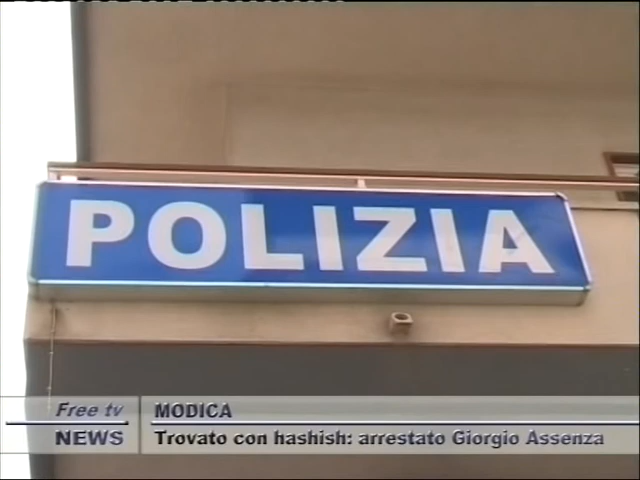 POLIZIA
Free tv
NEWS
MODICA
Trovato con hashish: arrestato Giorgio Assenza